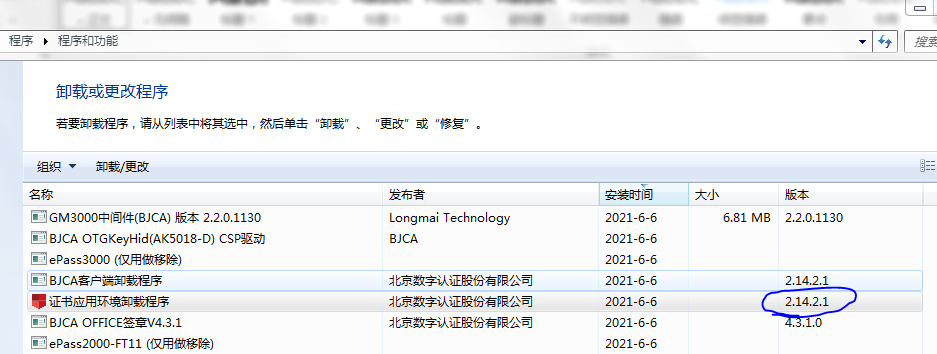 程序 ▸ 程序和功能
搜索
卸载或更改程序
若要卸载程序，请从列表中将其选中，然后单击“卸载”、“更改”或“修复”。
组织 卸载/更改
名称 发布者 安装时间 大小 版本
GM3000中间件(BJCA) 版本 2.2.0.1130 Longmai Technology 2021-6-6 6.81 MB 2.2.0.1130
BJCA OTGKeyHid(AK5018-D) CSP驱动 BJCA 2021-6-6
ePass3000 (仅用做移除) 2021-6-6
BJCA客户端卸载程序 北京数字认证股份有限公司 2021-6-6 2.14.2.1
证书应用环境卸载程序 北京数字认证股份有限公司 2021-6-6 2.14.2.1
BJCA OFFICE签章V4.3.1 北京数字认证股份有限公司 2021-6-6 4.3.1.0
ePass2000-FT11 (仅用做移除) 2021-6-6